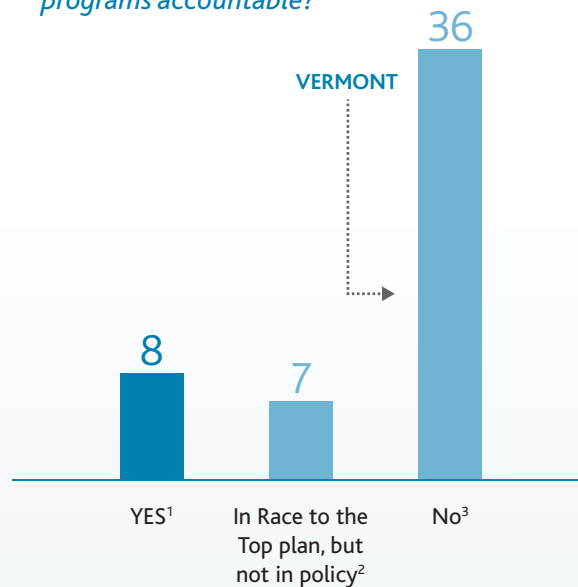 programs accountable?
36
VERMONT
8
7
YES¹
In Race to the
Top plan, but
not in policy²
No³